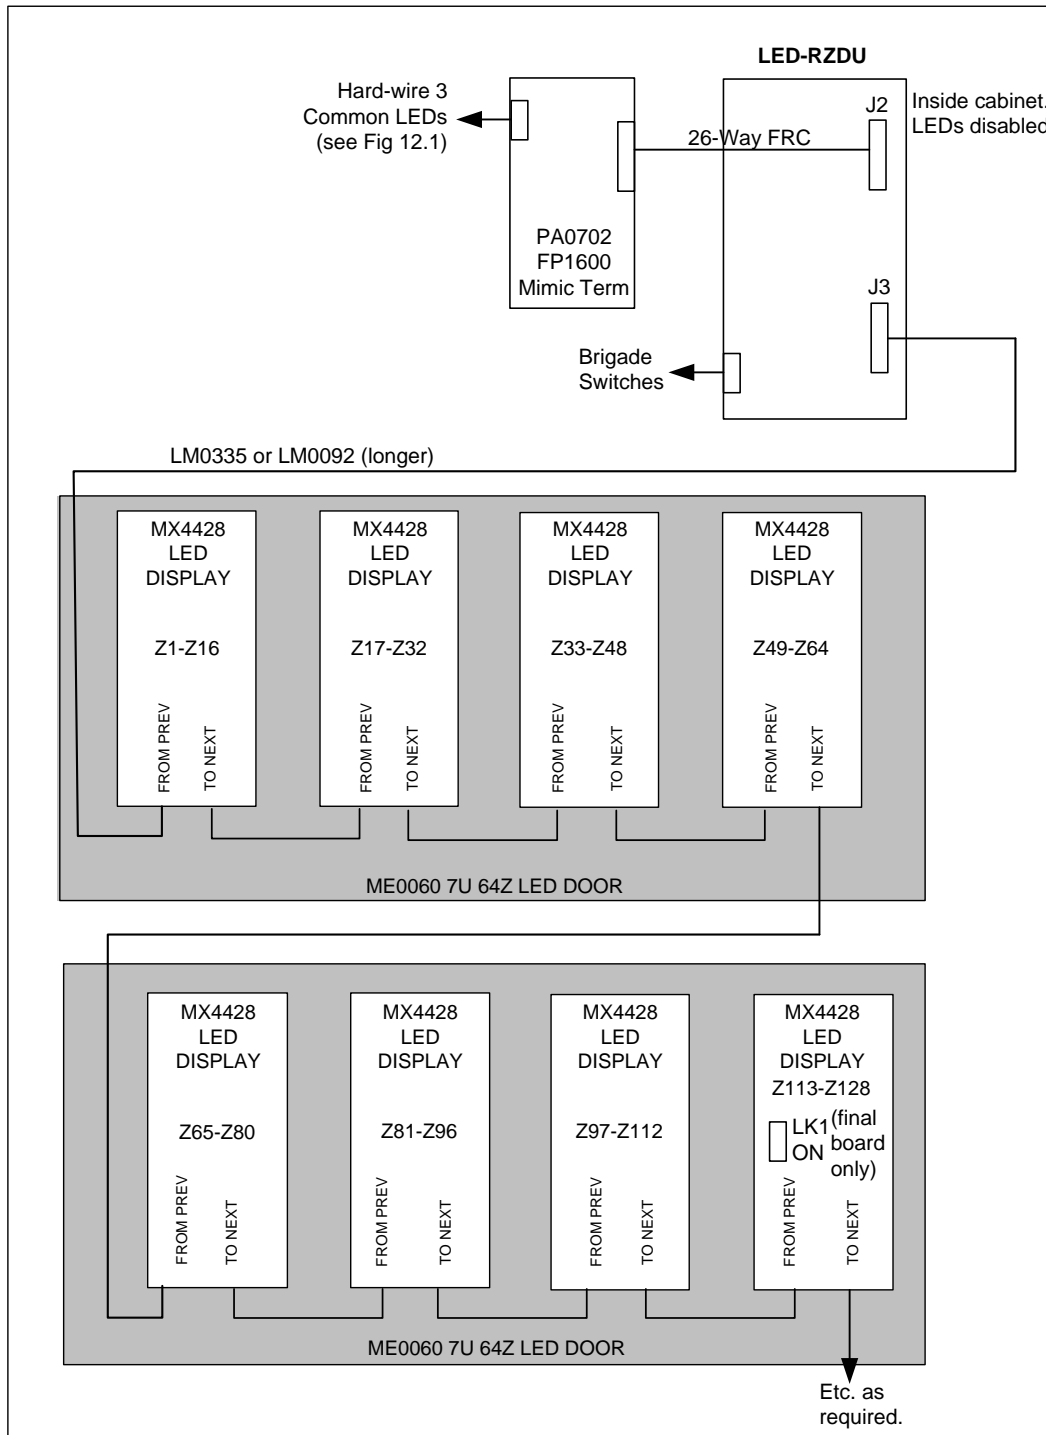 LED-RZDU
Hard-wire 3
Common LEDs
(see Fig 12.1)
J2
Inside cabinet.
LEDs disabled
26-Way FRC
PA0702
FP1600
Mimic Term
J3
Brigade
Switches
LM0335 or LM0092 (longer)
MX4428
LED
DISPLAY
Z1-Z16
FROM PREV
TO NEXT
MX4428
LED
DISPLAY
Z17-Z32
FROM PREV
TO NEXT
MX4428
LED
DISPLAY
Z33-Z48
FROM PREV
TO NEXT
MX4428
LED
DISPLAY
Z49-Z64
FROM PREV
TO NEXT
ME0060 7U 64Z LED DOOR
MX4428
LED
DISPLAY
Z65-Z80
FROM PREV
TO NEXT
MX4428
LED
DISPLAY
Z81-Z96
FROM PREV
TO NEXT
MX4428
LED
DISPLAY
Z97-Z112
FROM PREV
TO NEXT
MX4428
LED
DISPLAY
Z113-Z128
LK1
ON
(final
board
only)
FROM PREV
TO NEXT
ME0060 7U 64Z LED DOOR
Etc. as
required.